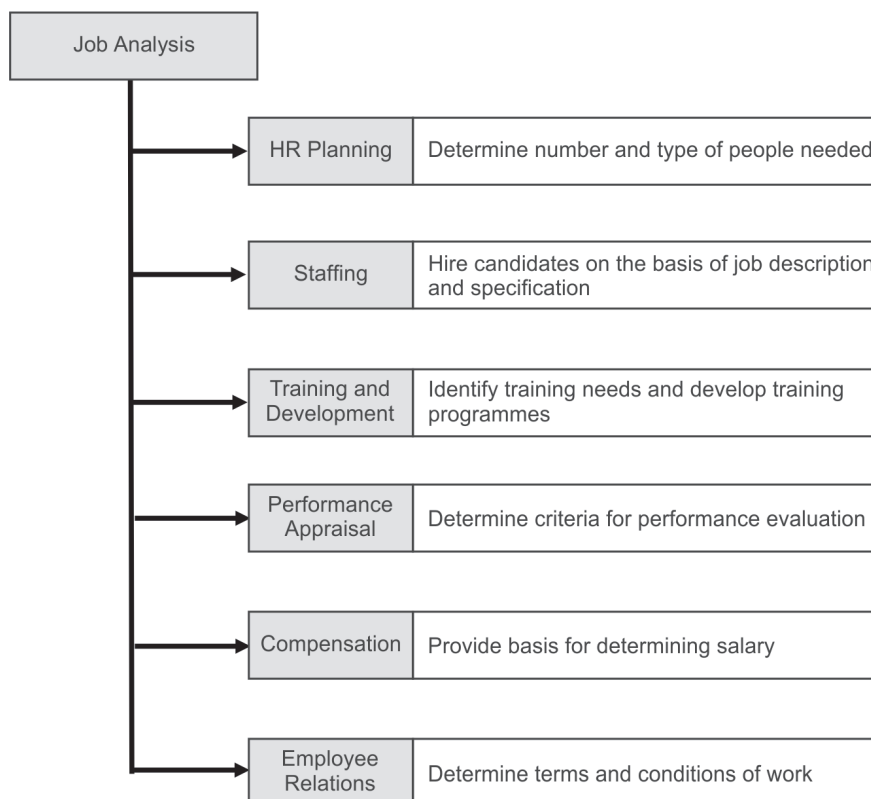 Job Analysis
HR Planning
Determine number and type of people needed
Staffing
Hire candidates on the basis of job description
and specification
Training and
Development
Identify training needs and develop training
programmes
Performance
Appraisal
Determine criteria for performance evaluation
Compensation
Provide basis for determining salary
Employee
Relations
Determine terms and conditions of work